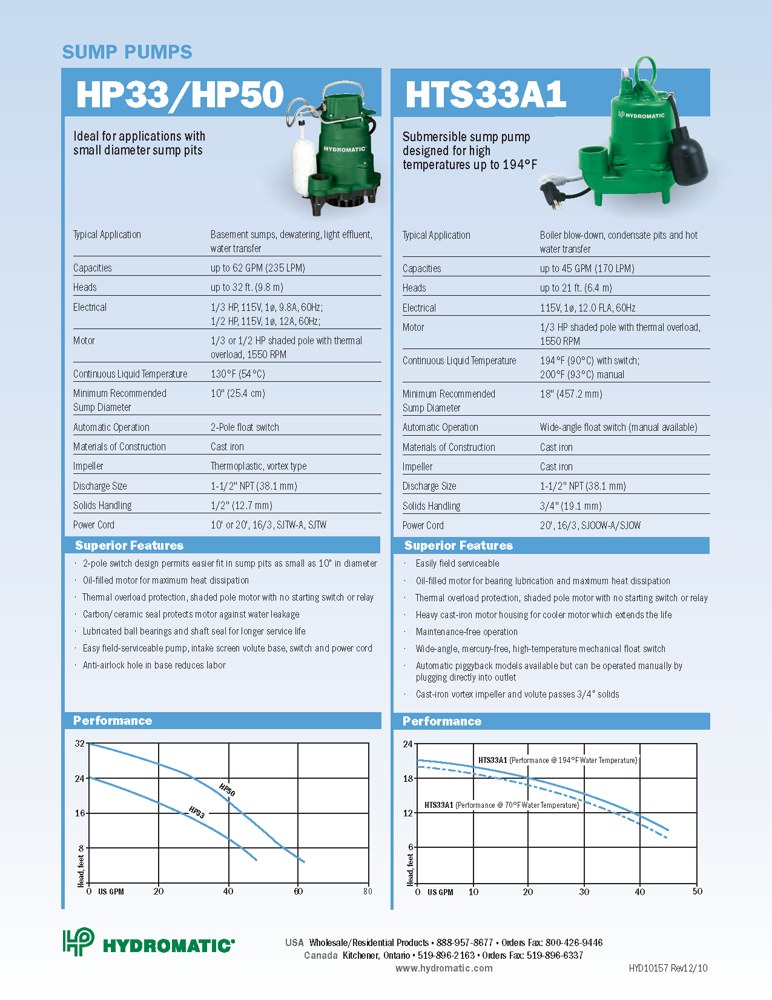 SUMP PUMPS
HP33/HP50
Ideal for applications with
small diameter sump pits
HYDROMATIC
Typical Application Basement sumps, dewatering, light effluent,
water transfer
Capacities up to 62 GPM (235 LPM)
Heads up to 32 ft. (9.8 m)
Electrical 1/3 HP, 115V, 1ø, 9.8A, 60Hz;
1/2 HP, 115V, 1ø, 12A, 60Hz;
Motor 1/3 or 1/2 HP shaded pole with thermal
overload, 1550 RPM
Continuous Liquid Temperature 130°F (54°C)
Minimum Recommended 10" (25.4 cm)
Sump Diameter
Automatic Operation 2-Pole float switch
Materials of Construction Cast iron
Impeller Thermoplastic, vortex type
Discharge Size 1-1/2" NPT (38.1 mm)
Solids Handling 1/2" (12.7 mm)
Power Cord 10' or 20', 16/3, SJTW-A, SJTW
Superior Features
· 2-pole switch design permits easier fit in sump pits as small as 10" in diameter
· Oil-filled motor for maximum heat dissipation
· Thermal overload protection, shaded pole motor with no starting switch or relay
· Carbon/ceramic seal protects motor against water leakage
· Lubricated ball bearings and shaft seal for longer service life
· Easy field-serviceable pump, intake screen volute base, switch and power cord
· Anti-airlock hole in base reduces labor
Performance
32
24
16
8
Head, feet
HP50
HP33
0 US GPM 20 40 60 80
HTS33A1
HYDROMATIC
Submersible sump pump
designed for high
temperatures up to 194°F
Typical Application Boiler blow-down, condensate pits and hot
water transfer
Capacities up to 45 GPM (170 LPM)
Heads up to 21 ft. (6.4 m)
Electrical 115V, 1ø, 12.0 FLA, 60Hz
Motor 1/3 HP shaded pole with thermal overload,
1550 RPM
Continuous Liquid Temperature 194°F (90°C) with switch;
200°F (93°C) manual
Minimum Recommended 18" (457.2 mm)
Sump Diameter
Automatic Operation Wide-angle float switch (manual available)
Materials of Construction Cast iron
Impeller Cast iron
Discharge Size 1-1/2" NPT (38.1 mm)
Solids Handling 3/4" (19.1 mm)
Power Cord 20', 16/3, SJOOW-A/SJOW
Superior Features
· Easily field serviceable
· Oil-filled motor for bearing lubrication and maximum heat dissipation
· Thermal overload protection, shaded pole motor with no starting switch or relay
· Heavy cast-iron motor housing for cooler motor which extends the life
· Maintenance-free operation
· Wide-angle, mercury-free, high-temperature mechanical float switch
· Automatic piggyback models available but can be operated manually by
plugging directly into outlet
· Cast-iron vortex impeller and volute passes 3/4" solids
Performance
24
18
12
6
Head, feet
HTS33A1 (Performance @ 194°F Water Temperature)
HTS33A1 (Performance @ 70°F Water Temperature)
0 US GPM 10 20 30 40 50
HYDROMATIC®
USA Wholesale/Residential Products ▪ 888-957-8677 ▪ Orders Fax: 800-426-9446
Canada Kitchener, Ontario ▪ 519-896-2163 ▪ Orders Fax: 519-896-6337
www.hydromatic.com
HYD10157 Rev12/10